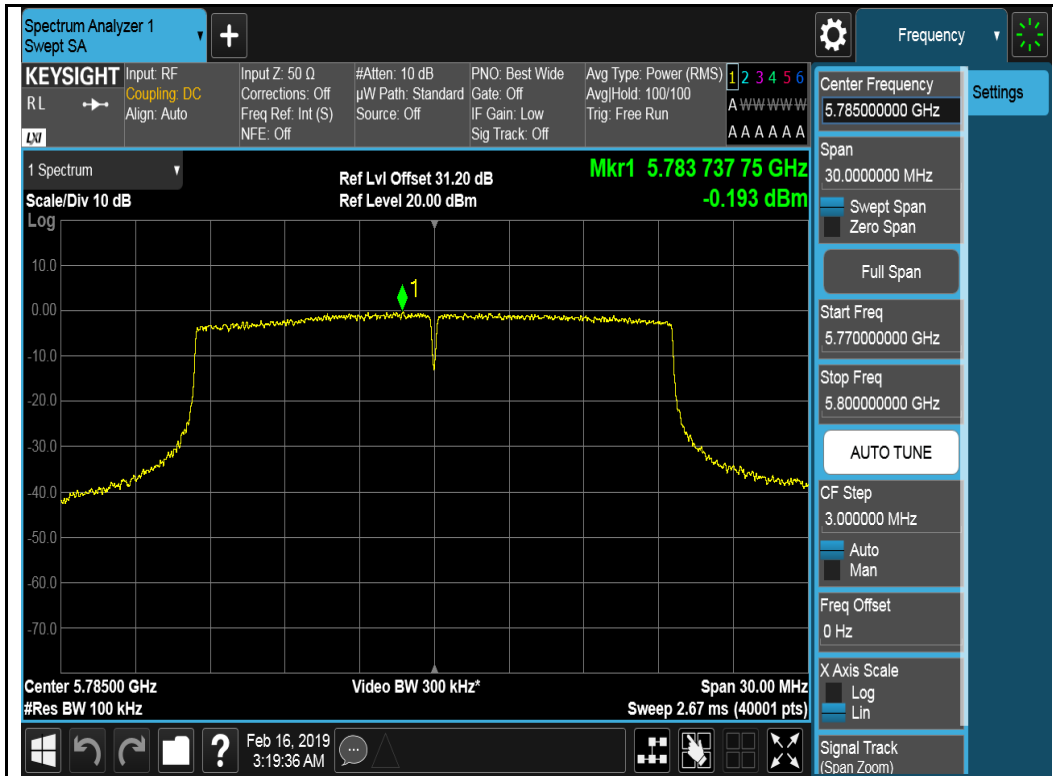 Spectrum Analyzer 1
Swept SA
+
Frequency
KEYSIGHT
RL
LXI
Input: RF
Coupling: DC
Align: Auto
Input Z: 50 Ω
Corrections: Off
Freq Ref: Int (S)
NFE: Off
#Atten: 10 dB
µW Path: Standard
Source: Off
PNO: Best Wide
Gate: Off
IF Gain: Low
Sig Track: Off
Avg Type: Power (RMS)
Avg|Hold: 100/100
Trig: Free Run
1 2 3 4 5 6
A W W W W W
A A A A A A
1 Spectrum
Scale/Div 10 dB
Ref Lvl Offset 31.20 dB
Ref Level 20.00 dBm
Mkr1 5.783 737 75 GHz
-0.193 dBm
Log
10.0
0.00
-10.0
-20.0
-30.0
-40.0
-50.0
-60.0
-70.0
1
Center 5.78500 GHz
#Res BW 100 kHz
Video BW 300 kHz*
Span 30.00 MHz
Sweep 2.67 ms (40001 pts)
Center Frequency
5.785000000 GHz
Span
30.0000000 MHz
Swept Span
Zero Span
Full Span
Start Freq
5.770000000 GHz
Stop Freq
5.800000000 GHz
AUTO TUNE
CF Step
3.000000 MHz
Auto
Man
Freq Offset
0 Hz
X Axis Scale
Log
Lin
Signal Track
(Span Zoom)
Settings
?
Feb 16, 2019
3:19:36 AM